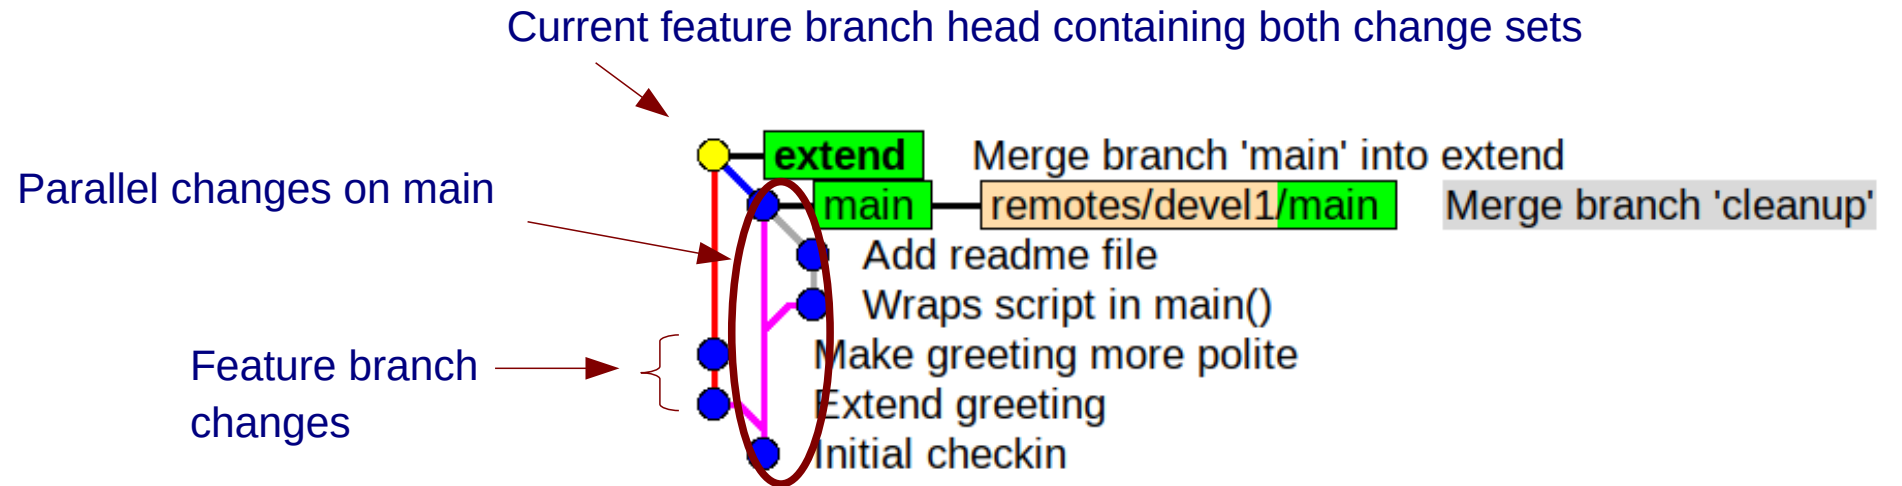 Current feature branch head containing both change sets
extend Merge branch 'main' into extend
Parallel changes on main
main remotes/devel1/main Merge branch 'cleanup'
Add readme file
Wraps script in main()
Make greeting more polite
Feature branch
changes
Extend greeting
Initial checkin